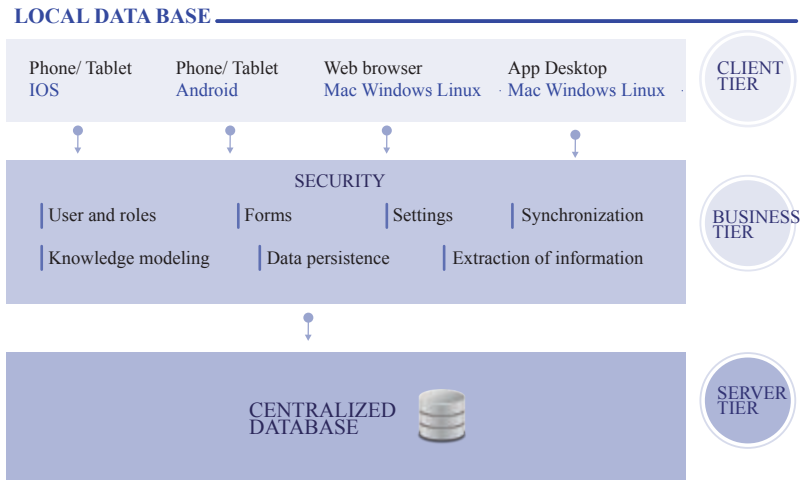 LOCAL DATA BASE
Phone/ Tablet
IOS
Phone/ Tablet
Android
Web browser
Mac Windows Linux
App Desktop
Mac Windows Linux
CLIENT
TIER
SECURITY
User and roles
Forms
Settings
Synchronization
Knowledge modeling
Data persistence
Extraction of information
BUSINESS
TIER
CENTRALIZED
DATABASE
SERVER
TIER